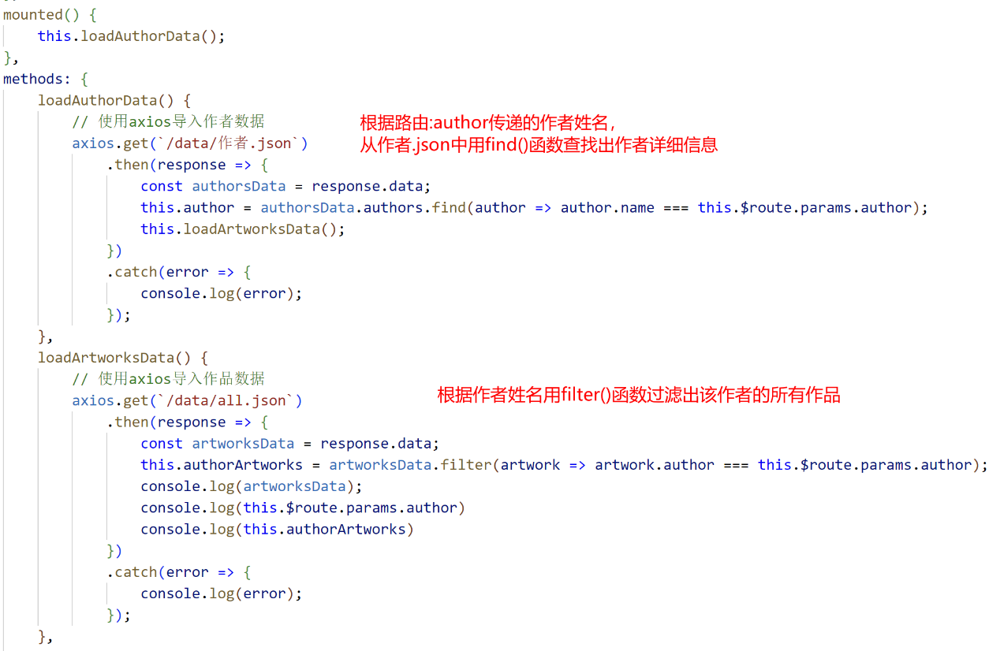 mounted() {
this.loadAuthorData();
},
methods: {
loadAuthorData() {
// 使用axios导入作者数据
axios.get(`/data/作者.json`)
根据路由:author传递的作者姓名，
从作者.json中用find()函数查找出作者详细信息
.then(response => {
const authorsData = response.data;
this.author = authorsData.authors.find(author => author.name === this.$route.params.author);
this.loadArtworksData();
})
.catch(error => {
console.log(error);
});
},
loadArtworksData() {
// 使用axios导入作品数据
axios.get(`/data/all.json`)
根据作者姓名用filter()函数过滤出该作者的所有作品
.then(response => {
const artworksData = response.data;
this.authorArtworks = artworksData.filter(artwork => artwork.author === this.$route.params.author);
console.log(artworksData);
console.log(this.$route.params.author)
console.log(this.authorArtworks)
})
.catch(error => {
console.log(error);
});
},